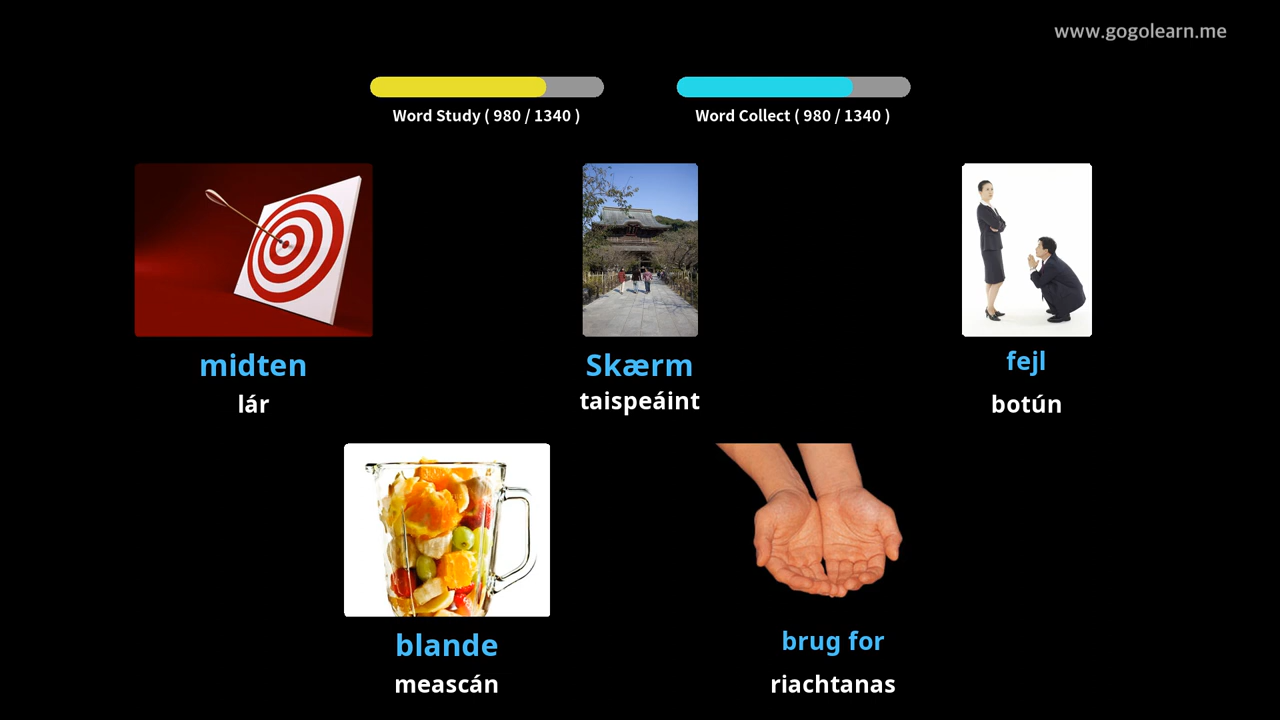 www.gogolearn.me
Word Study ( 980 / 1340 )
Word Collect ( 980 / 1340 )
midten
lár
Skærm
taispeáint
fejl
botún
blande
meascán
brug for
riachtanas